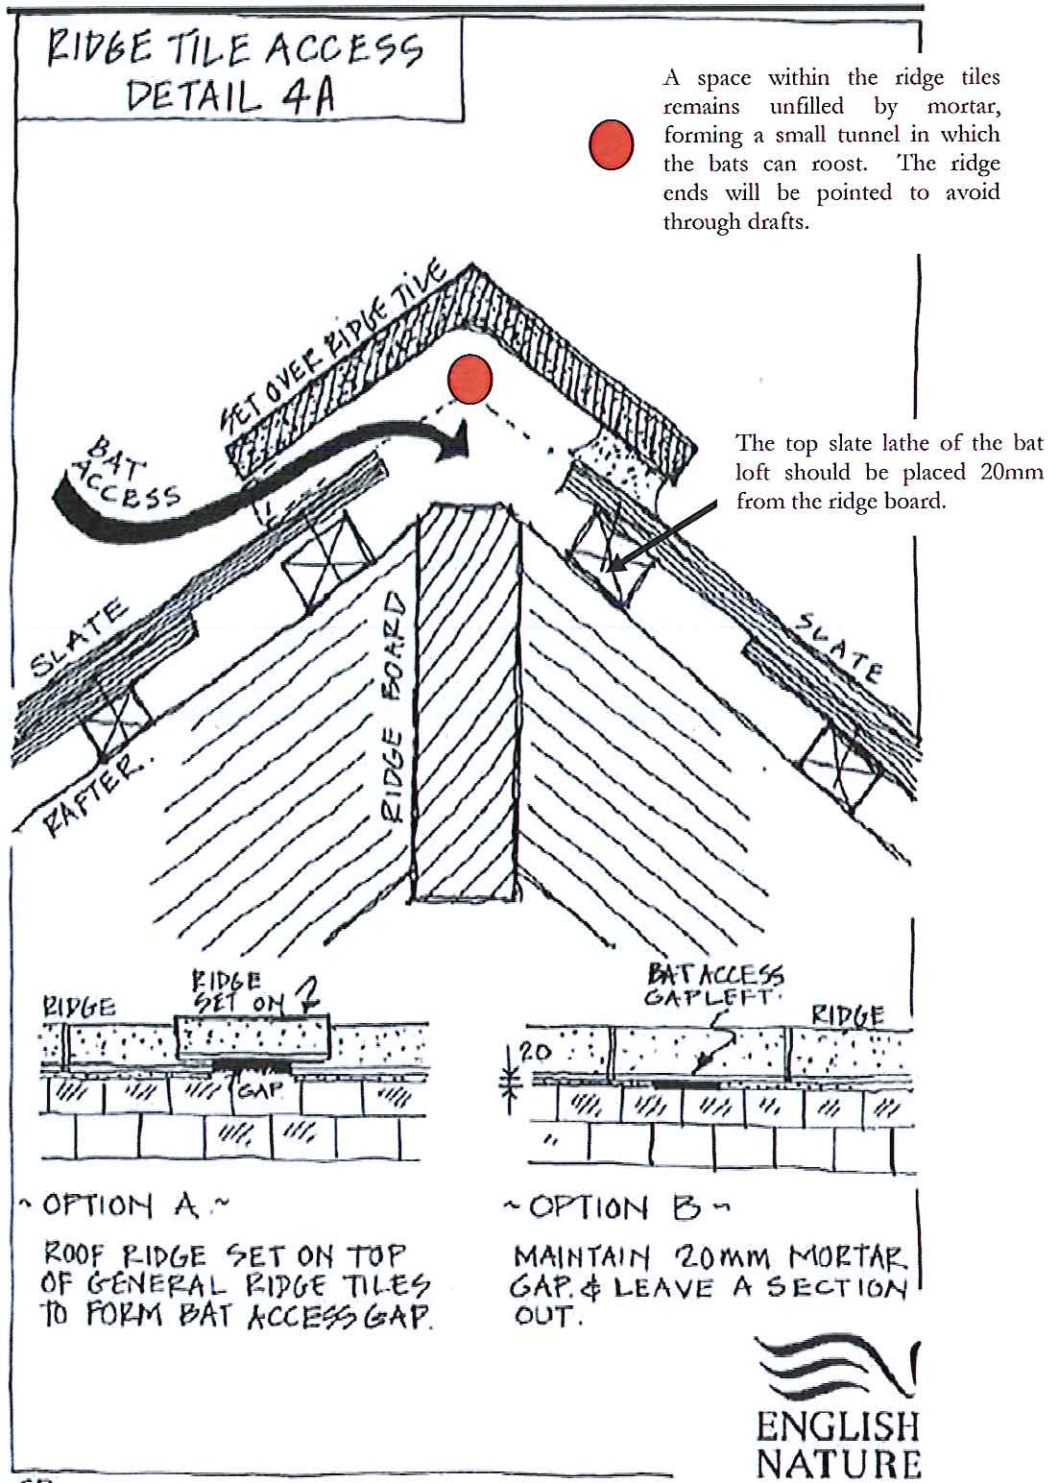 RIDGE TILE ACCESS
DETAIL 4A
A space within the ridge tiles
remains unfilled by mortar,
forming a small tunnel in which
the bats can roost. The ridge
ends will be pointed to avoid
through drafts.
SET OVER RIDGE TILE
BAT
ACCESS
The top slate lathe of the bat
loft should be placed 20mm
from the ridge board.
SLATE
SLATE
RIDGE BOARD
RAFTER.
RIDGE
RIDGE
SET ON
GAP
BAT ACCESS
GAP LEFT.
RIDGE
20
~ OPTION A ~
ROOF RIDGE SET ON TOP
OF GENERAL RIDGE TILES
TO FORM BAT ACCESS GAP.
~ OPTION B ~
MAINTAIN 20MM MORTAR
GAP. & LEAVE A SECTION
OUT.
ENGLISH
NATURE